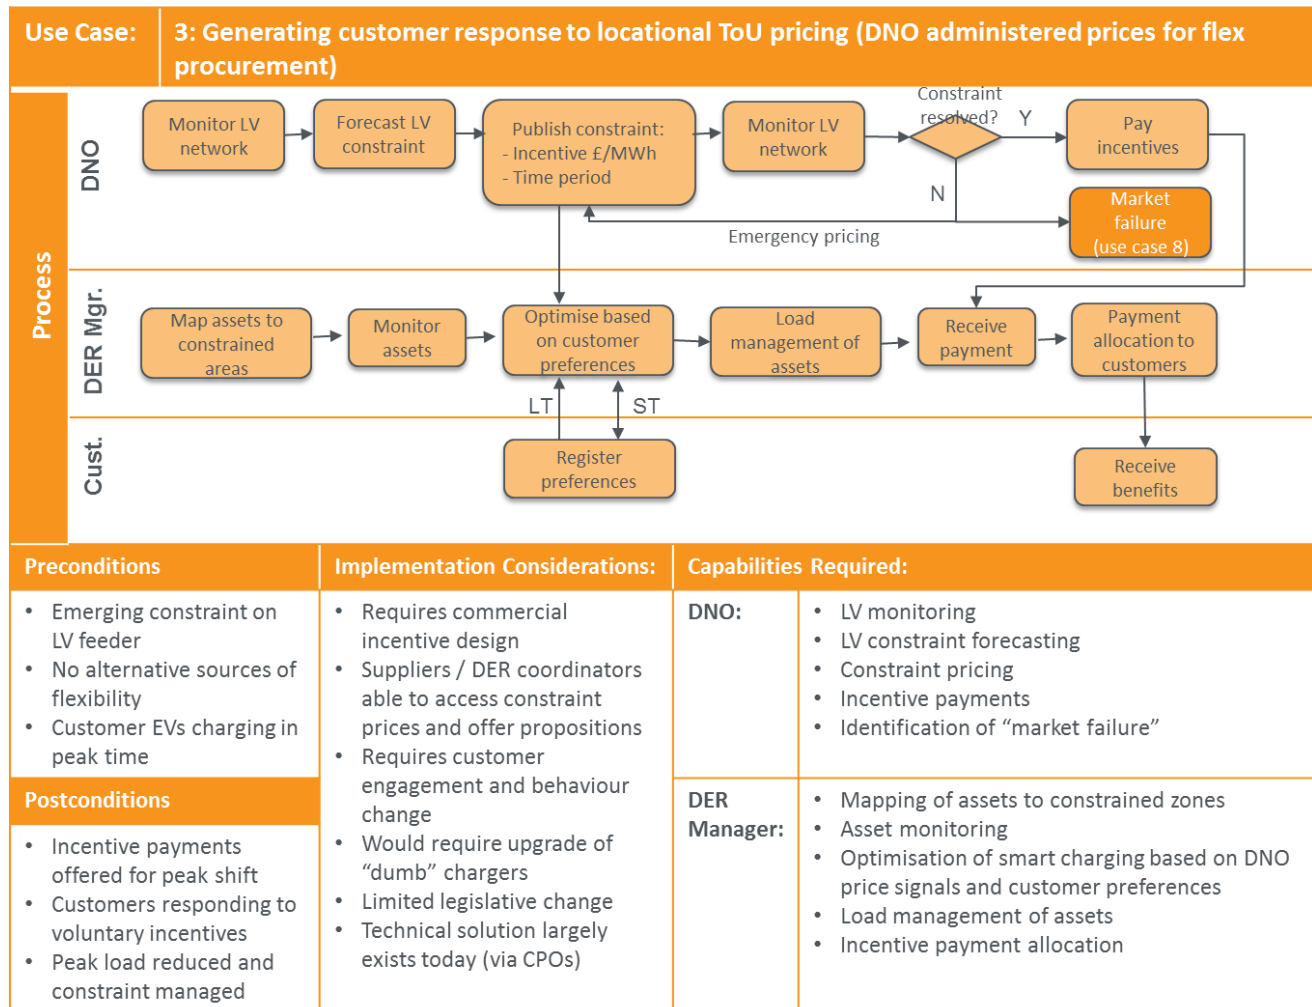 Use Case:
3: Generating customer response to locational ToU pricing (DNO administered prices for flex
procurement)
Process
DNO
Monitor LV
network
Forecast LV
constraint
Publish constraint:
- Incentive £/MWh
- Time period
Monitor LV
network
Constraint
resolved?
Y
Pay
incentives
N
Market
failure
(use case 8)
Emergency pricing
DER Mgr.
Map assets to
constrained
areas
Monitor
assets
Optimise based
on customer
preferences
Load
management of
assets
Receive
payment
Payment
allocation to
customers
LT
ST
Cust.
Register
preferences
Receive
benefits
Preconditions
• Emerging constraint on
LV feeder
• No alternative sources of
flexibility
• Customer EVs charging in
peak time
Postconditions
• Incentive payments
offered for peak shift
• Customers responding to
voluntary incentives
• Peak load reduced and
constraint managed
Implementation Considerations:
• Requires commercial
incentive design
• Suppliers / DER coordinators
able to access constraint
prices and offer propositions
• Requires customer
engagement and behaviour
change
• Would require upgrade of
“dumb” chargers
• Limited legislative change
• Technical solution largely
exists today (via CPOs)
Capabilities Required:
DNO:
• LV monitoring
• LV constraint forecasting
• Constraint pricing
• Incentive payments
• Identification of “market failure”
DER
Manager:
• Mapping of assets to constrained zones
• Asset monitoring
• Optimisation of smart charging based on DNO
price signals and customer preferences
• Load management of assets
• Incentive payment allocation